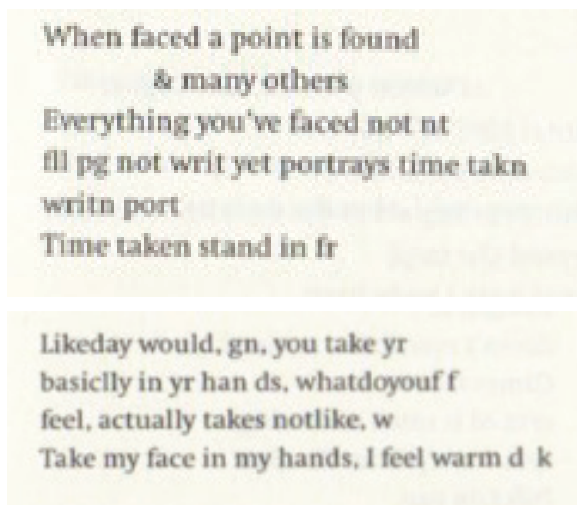 When faced a point is found
& many others
Everything you've faced not nt
fll pg not writ yet portrays time takn
writn port
Time taken stand in fr
Likeday would, gn, you take yr
basiclly in yr han ds, whatdoyouf f
feel, actually takes notlike, w
Take my face in my hands, I feel warm d k